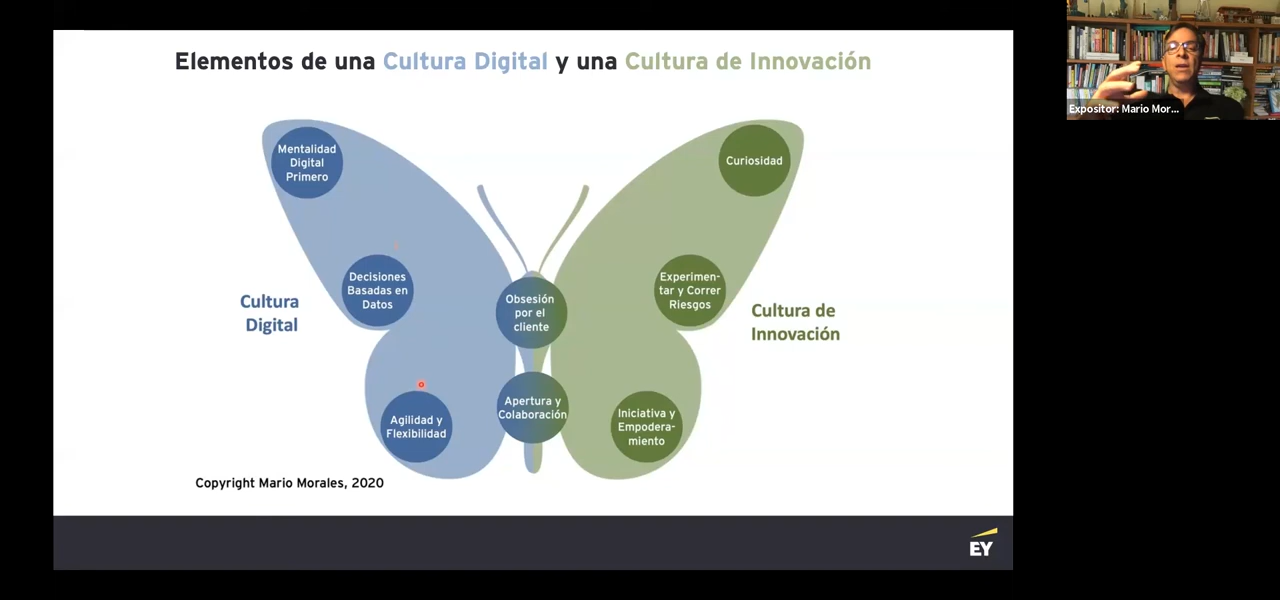 Elementos de una Cultura Digital y una Cultura de Innovación
Mentalidad
Digital
Primero
Decisiones
Basadas en
Datos
Cultura
Digital
Agilidad y
Flexibilidad
Obsesión
por el
cliente
Apertura y
Colaboración
Curiosidad
Experimen-
tar y Correr
Riesgos
Cultura de
Innovación
Iniciativa y
Empodera-
miento
Copyright Mario Morales, 2020
EY
Expositor: Mario Mor...